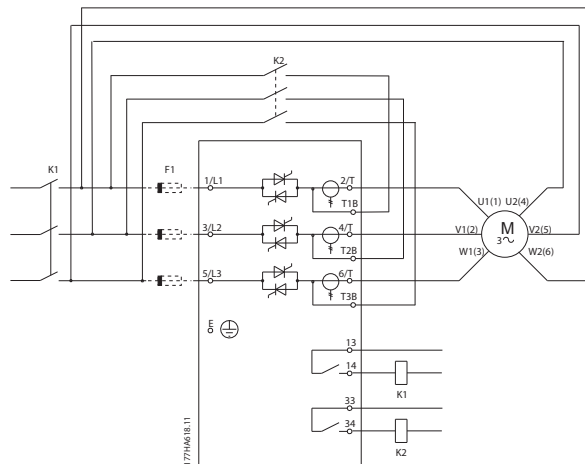 K2
K1
F1
1/L1
2/T
T1B
U1(1)
U2(4)
3/L2
4/T
T2B
V1(2)
M
3~
V2(5)
W1(3)
W2(6)
5/L3
6/T
T3B
E
13
14
K1
33
34
K2
177HA618.11